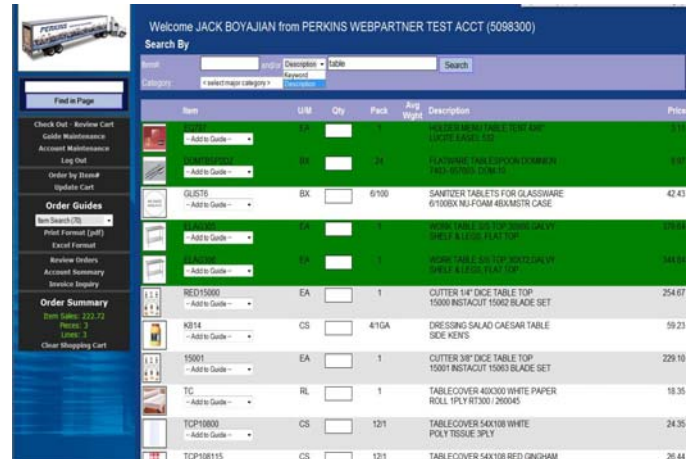 PERKINS
Welcome JACK BOYAJIAN from PERKINS WEBPARTNER TEST ACCT (5098300)
Search By
Item#:
and/or
Description
table
Search
Keyword
Description
Category:
< select major category >
Find in Page
Check Out - Review Cart
Guide Maintenance
Account Maintenance
Log Out
Order by Item#
Update Cart
Order Guides
Item Search (70)
Print Format (pdf)
Excel Format
Review Orders
Account Summary
Invoice Inquiry
Order Summary
Item Sales: 222.72
Pieces: 3
Lines: 3
Clear Shopping Cart
Item U/M Qty Pack Avg Wght Description Price
EA 1 HOLDER MENU TABLE TENT 4X6"
-- Add to Guide --
LUCITE EASEL
BX FLATWARE TABLESPOON DOMINION
-- Add to Guide --
GLIST6 BX 6/100 SANITIZER TABLETS FOR GLASSWARE 42.43
-- Add to Guide --
6/100BX NU-FOAM 4BX/MSTR CASE
EA 1 WORK TABLE S/S TOP
-- Add to Guide --
SHELF & LEGS, FLAT TOP
EA 1 WORK TABLE S/S TOP
-- Add to Guide --
SHELF & LEGS, FLAT TOP
RED15000 EA 1 CUTTER 1/4" DICE TABLE TOP 254.67
-- Add to Guide --
15000 INSTACUT 15062 BLADE SET
K814 CS 4/1GA DRESSING SALAD CAESAR TABLE 59.23
-- Add to Guide --
SIDE KEN'S
15001 EA 1 CUTTER 3/8" DICE TABLE TOP 229.10
-- Add to Guide --
15001 INSTACUT 15063 BLADE SET
TC RL 1 TABLECOVER 40X300 WHITE PAPER 18.35
-- Add to Guide --
ROLL 1PLY RT300 / 260045
TCP10800 CS 12/1 TABLECOVER 54X108 WHITE 24.35
-- Add to Guide --
POLY TISSUE 3PLY
TCP108115 CS 12/1 TABLECOVER 54X108 RED GINGHAM 26.44